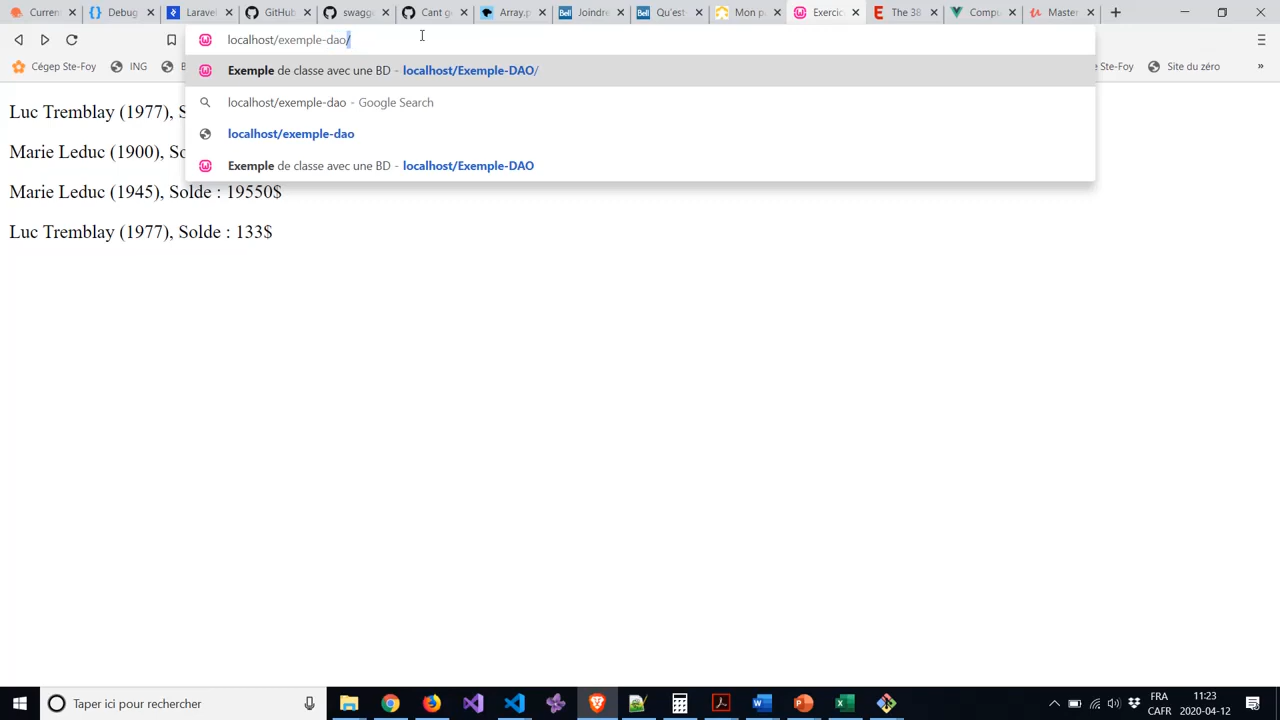 Curren
Debug
Laravel
GitHub
swagge
Cant g
Array.p
Joindre
Qu'est
Mon p
Exercic
The 38
Compu
Master
localhost/exemple-dao/
Cégep Ste-Foy
ING
Exemple de classe avec une BD - localhost/Exemple-DAO/
Ste-Foy
Site du zéro
»
localhost/exemple-dao - Google Search
Luc Tremblay (1977), S
localhost/exemple-dao
Marie Leduc (1900), So
Exemple de classe avec une BD - localhost/Exemple-DAO
Marie Leduc (1945), Solde : 19550$
Luc Tremblay (1977), Solde : 133$
Taper ici pour rechercher
FRA
CAFR
11:23
2020-04-12